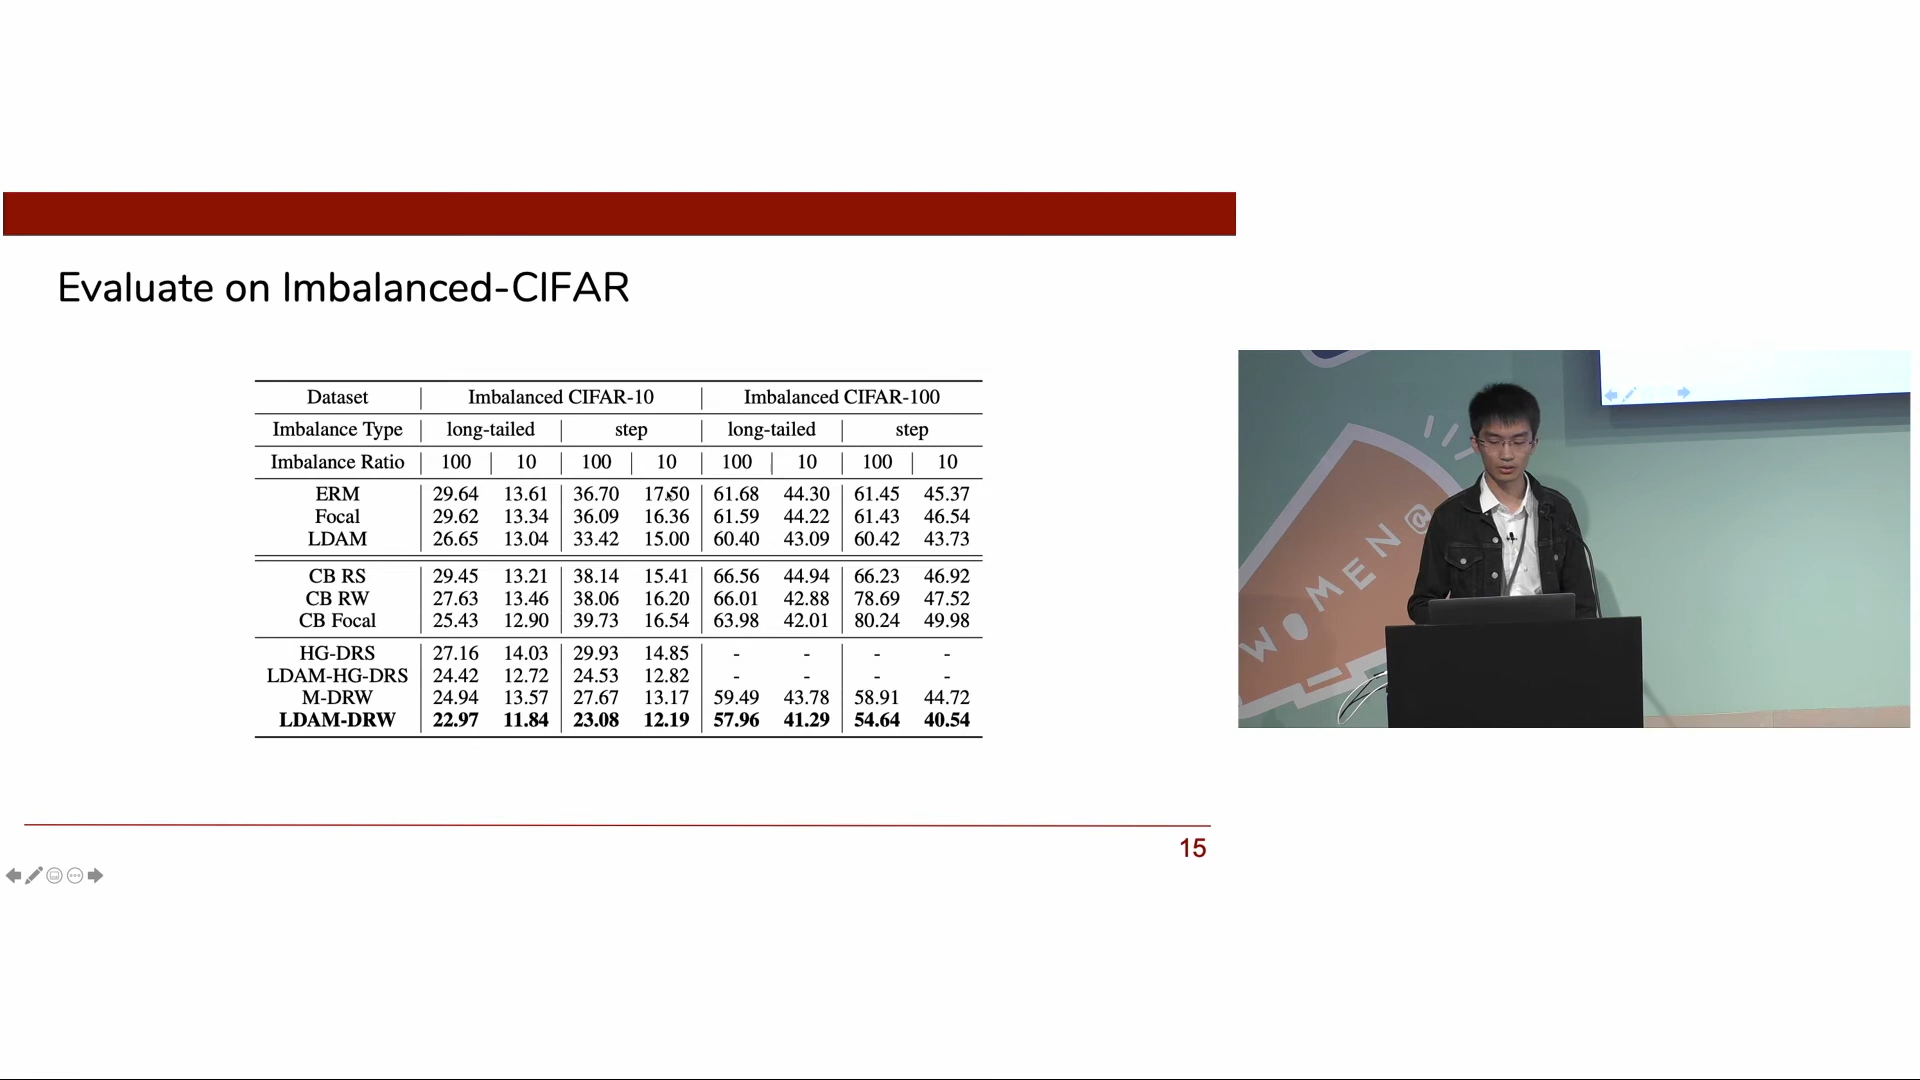 Evaluate on Imbalanced-CIFAR
Dataset Imbalanced CIFAR-10 Imbalanced CIFAR-100
Imbalance Type long-tailed step long-tailed step
Imbalance Ratio 100 10 100 10 100 10 100 10
ERM 29.64 13.61 36.70 17.50 61.68 44.30 61.45 45.37
Focal 29.62 13.34 36.09 16.36 61.59 44.22 61.43 46.54
LDAM 26.65 13.04 33.42 15.00 60.40 43.09 60.42 43.73
CB RS 29.45 13.21 38.14 15.41 66.56 44.94 66.23 46.92
CB RW 27.63 13.46 38.06 16.20 66.01 42.88 78.69 47.52
CB Focal 25.43 12.90 39.73 16.54 63.98 42.01 80.24 49.98
HG-DRS 27.16 14.03 29.93 14.85 - - - -
LDAM-HG-DRS 24.42 12.72 24.53 12.82 - - - -
M-DRW 24.94 13.57 27.67 13.17 59.49 43.78 58.91 44.72
LDAM-DRW 22.97 11.84 23.08 12.19 57.96 41.29 54.64 40.54
15
WOMEN@